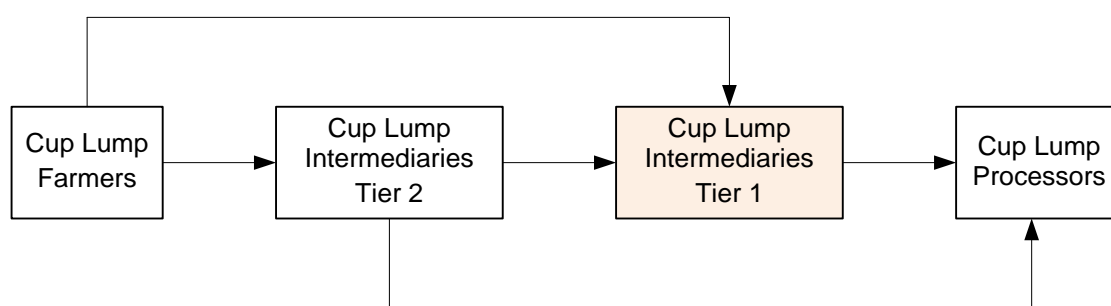 Cup Lump
Farmers
Cup Lump
Intermediaries
Tier 2
Cup Lump
Intermediaries
Tier 1
Cup Lump
Processors